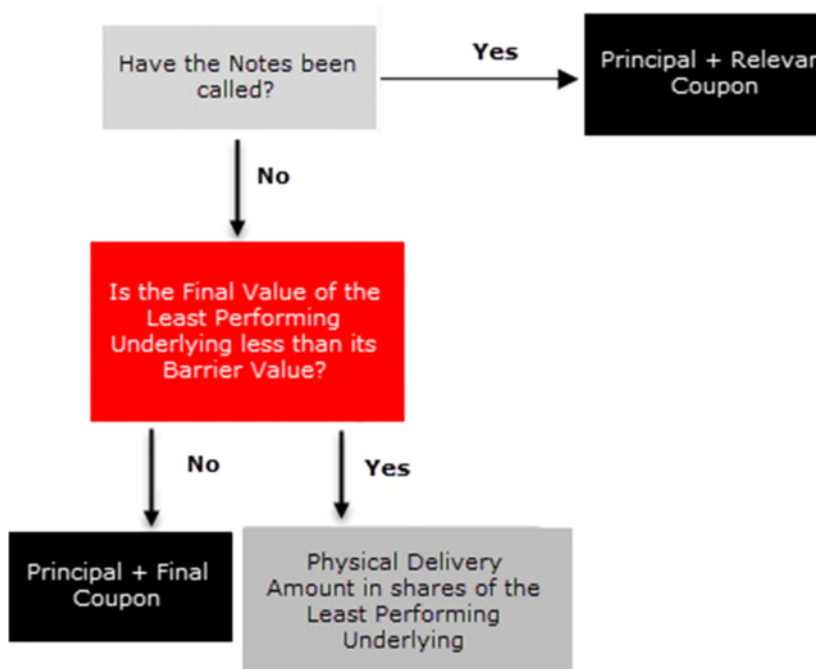 Have the Notes been
called?
Yes
Principal + Relevan
Coupon
No
Is the Final Value of the
Least Performing
Underlying less than its
Barrier Value?
No
Yes
Principal + Final
Coupon
Physical Delivery
Amount in shares of the
Least Performing
Underlying